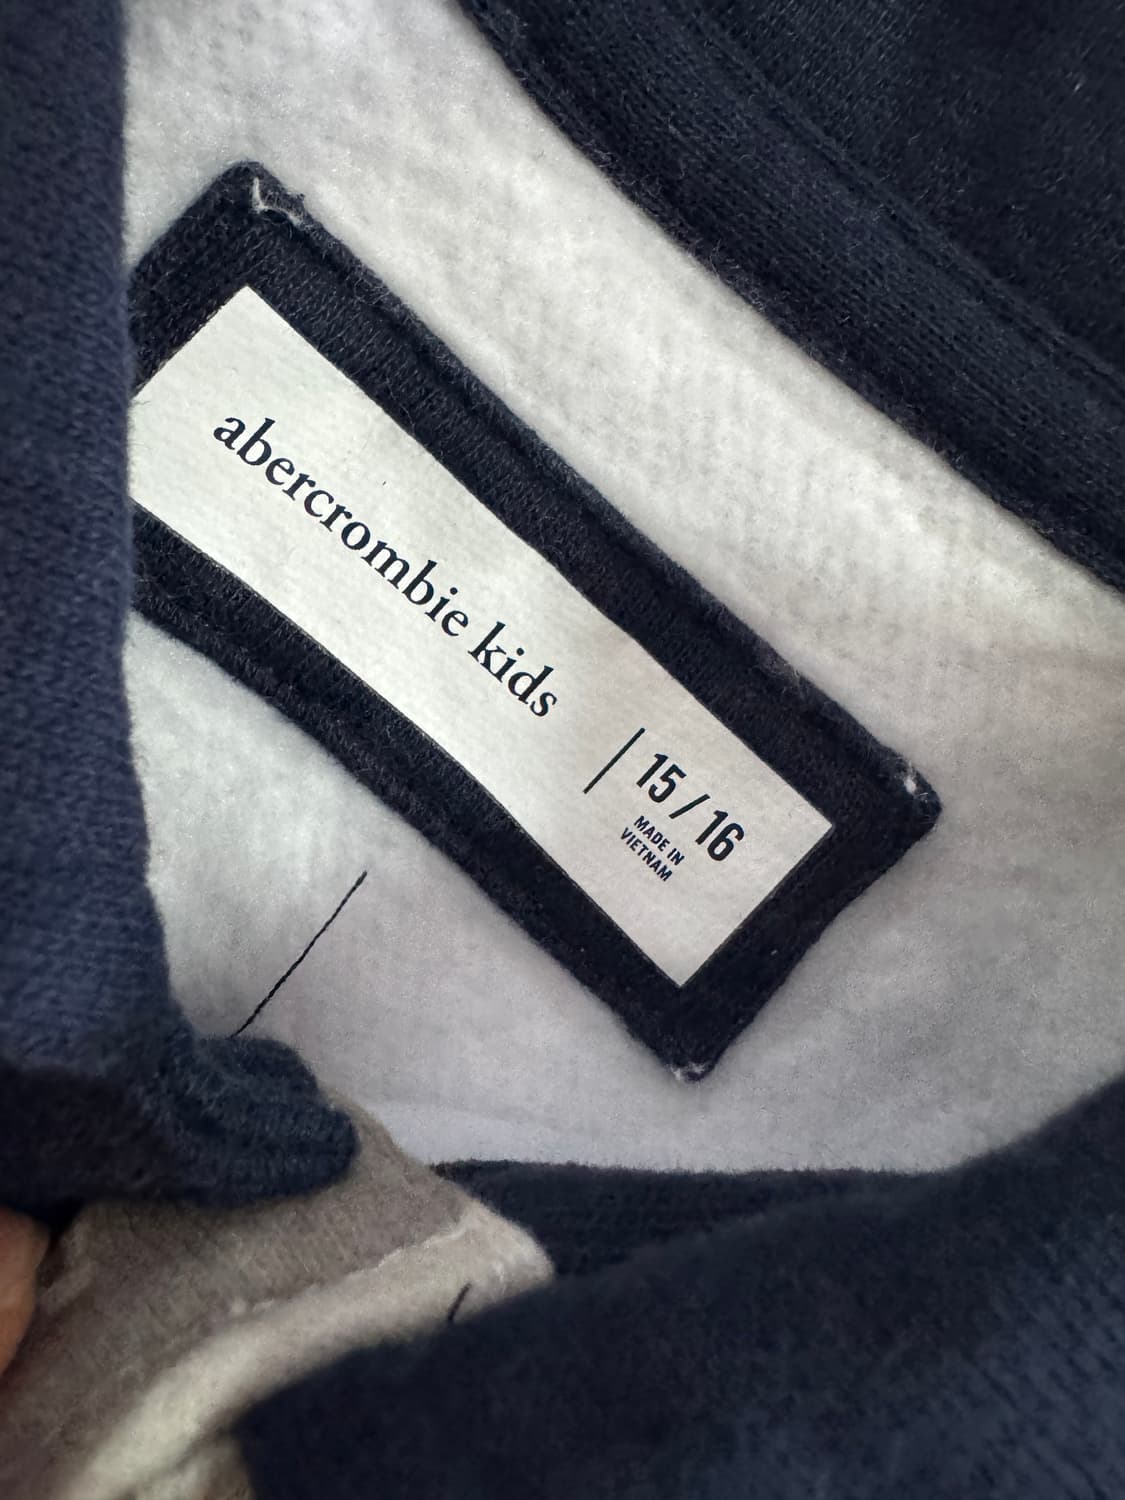 abercrombie kids
15/16
MADE IN
VIETNAM